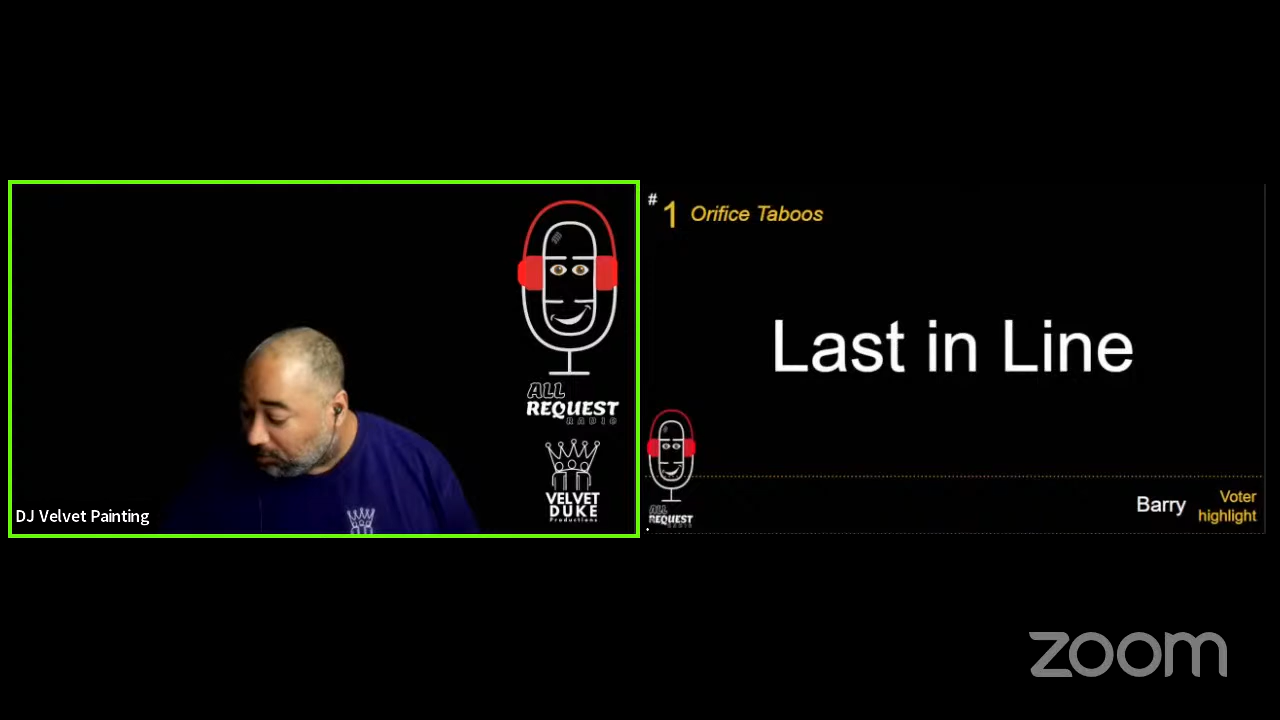 ALL
REQUEST
RADIO
VELVET
DUKE
Productions
DJ Velvet Painting
# 1 Orifice Taboos
Last in Line
ALL
REQUEST
RADIO
Barry
Voter
highlight
zoom